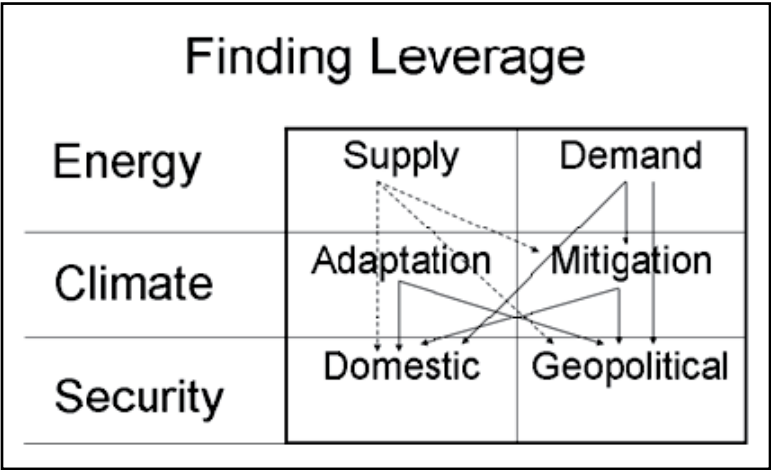 Finding Leverage
Energy Supply Demand
Climate Adaptation Mitigation
Security Domestic Geopolitical